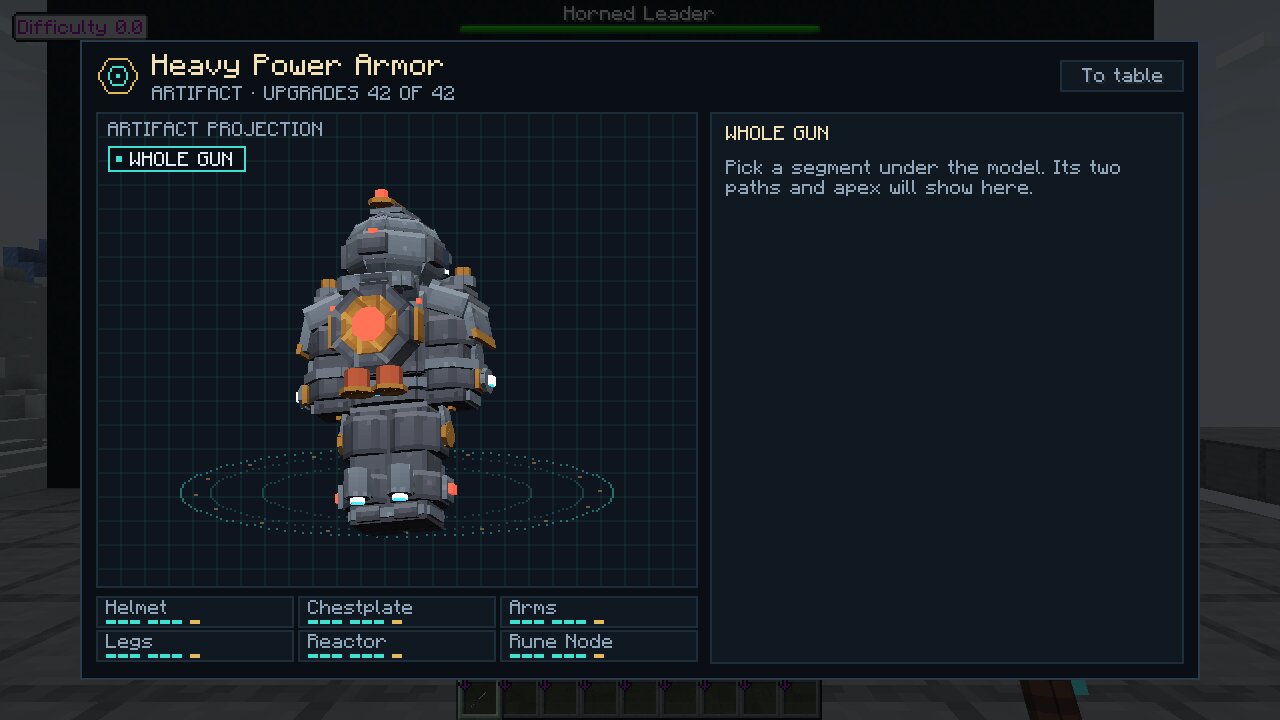 Horned Leader
Difficulty 0.0
Heavy Power Armor
ARTIFACT · UPGRADES 42 OF 42
To table
ARTIFACT PROJECTION
WHOLE GUN
WHOLE GUN
Pick a segment under the model. Its two
paths and apex will show here.
Helmet
Chestplate
Arms
Legs
Reactor
Rune Node